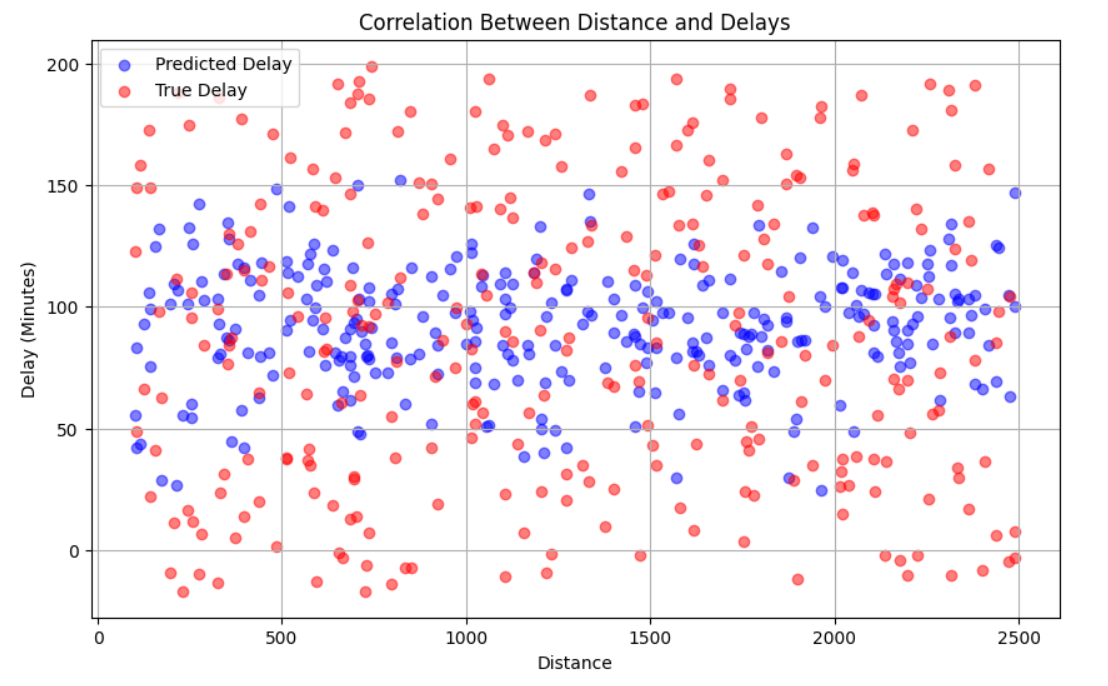 Correlation Between Distance and Delays
Predicted Delay
True Delay
Delay (Minutes)
200
150
100
50
0
0 500 1000 1500 2000 2500
Distance